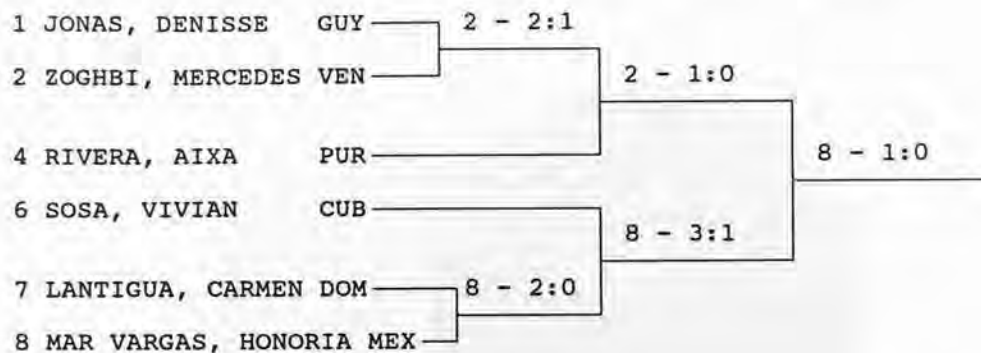 1 JONAS, DENISSE GUY 2 - 2:1
2 ZOGHBI, MERCEDES VEN 2 - 1:0
4 RIVERA, AIXA PUR 8 - 1:0
6 SOSA, VIVIAN CUB 8 - 3:1
7 LANTIGUA, CARMEN DOM 8 - 2:0
8 MAR VARGAS, HONORIA MEX